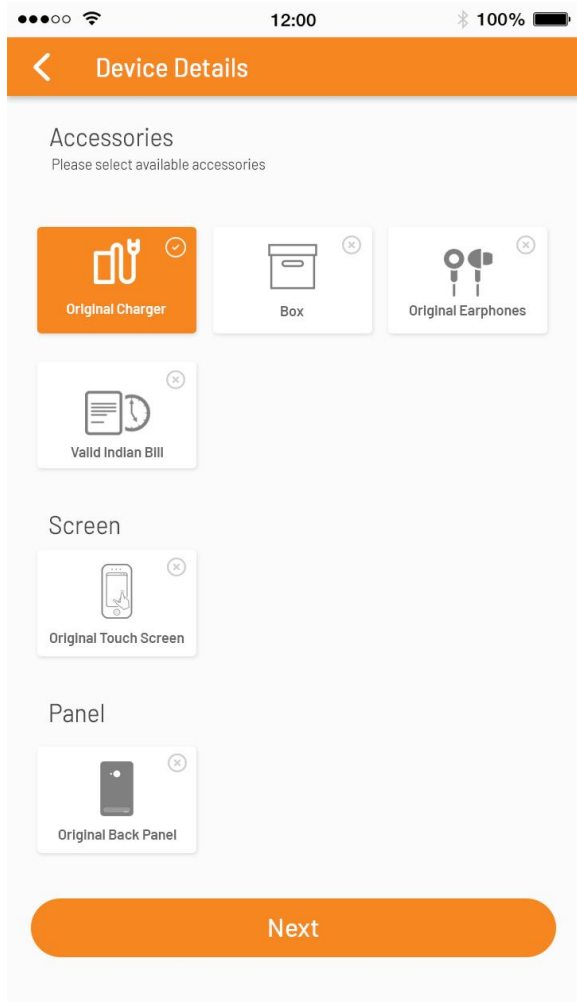 12:00
100%
Device Details
Accessories
Please select available accessories
Original Charger
Box
Original Earphones
Valid Indian Bill
Screen
Original Touch Screen
Panel
Original Back Panel
Next